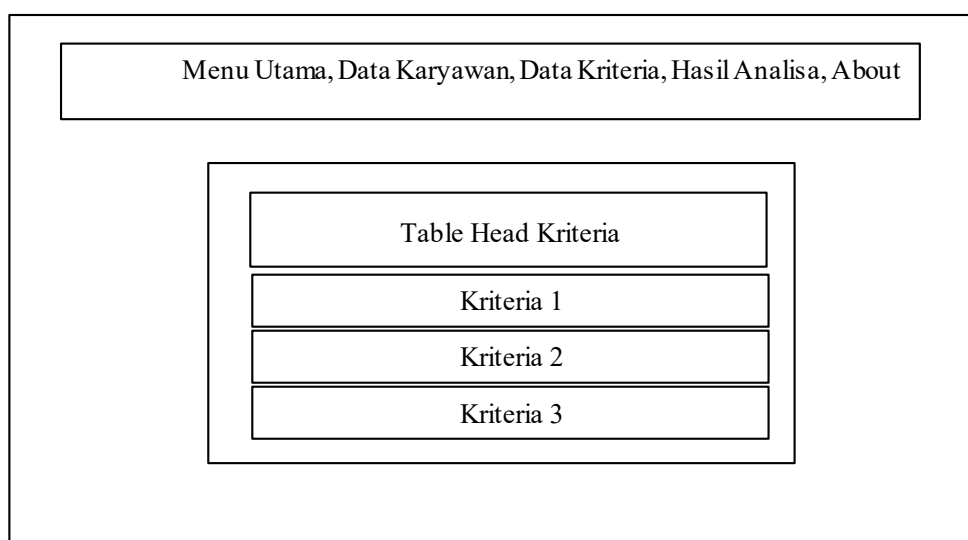 Menu Utama, Data Karyawan, Data Kriteria, Hasil Analisa, About
Table Head Kriteria
Kriteria 1
Kriteria 2
Kriteria 3